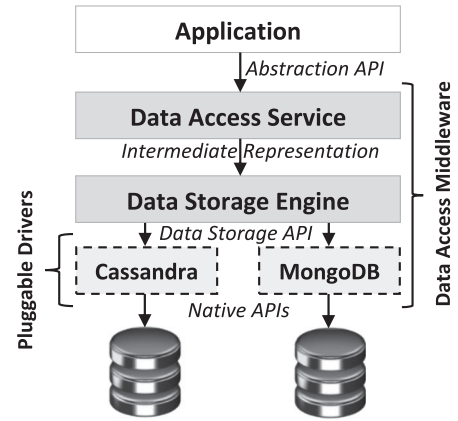 Application
Abstraction API
Data Access Service
Intermediate Representation
Data Storage Engine
Data Storage API
Cassandra
MongoDB
Native APIs
Pluggable Drivers
Data Access Middleware